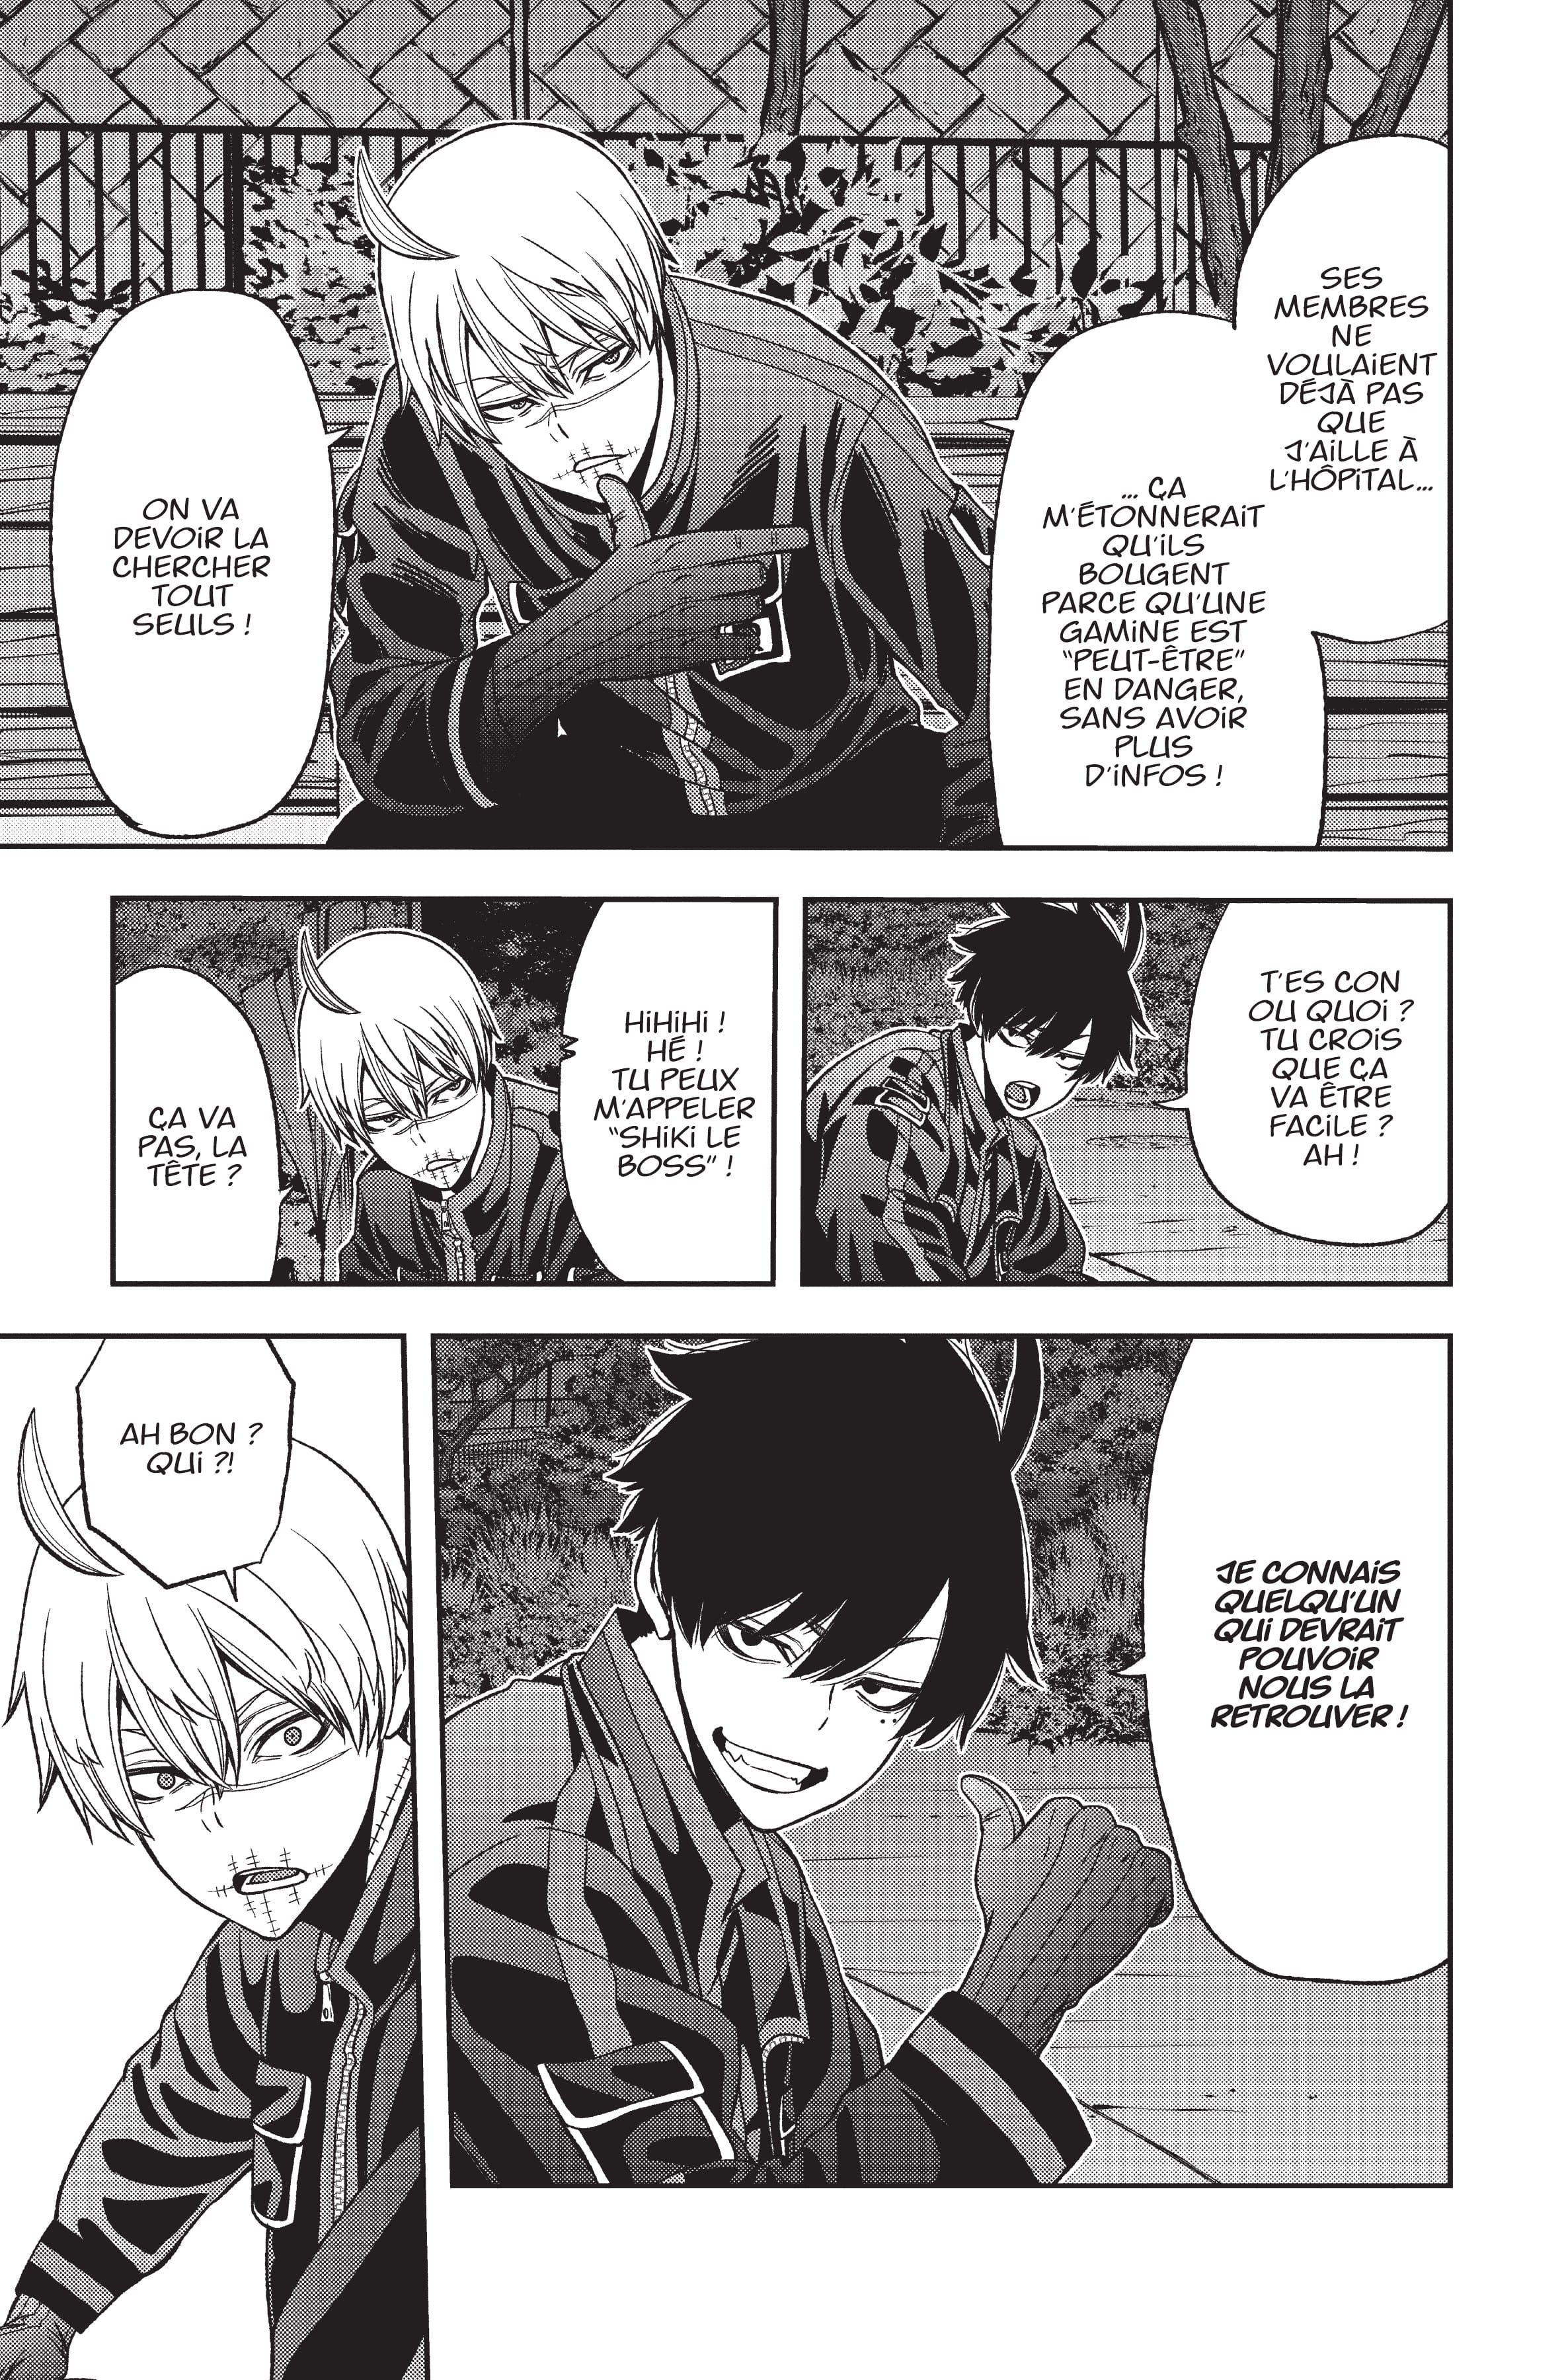 SES
MEMBRES
NE
VOULAIENT
DÉJÀ PAS
QUE
J'AILLE À
L'HÔPITAL...
... ÇA
M'ÉTONNERAIT
QU'ILS
BOUGENT
PARCE QU'UNE
GAMINE EST
"PEUT-ÊTRE"
EN DANGER,
SANS AVOIR
PLUS
D'INFOS !
ON VA
DEVOIR LA
CHERCHER
TOUT
SEULS !
T'ES CON
OU QUOI ?
TU CROIS
QUE ÇA
VA ÊTRE
FACILE ?
AH !
HIHIHI !
HÉ !
TU PEUX
M'APPELER
"SHIKI LE
BOSS" !
ÇA VA
PAS, LA
TÊTE ?
JE CONNAIS
QUELQU'UN
QUI DEVRAIT
POUVOIR
NOUS LA
RETROUVER !
AH BON ?
QUI ?!